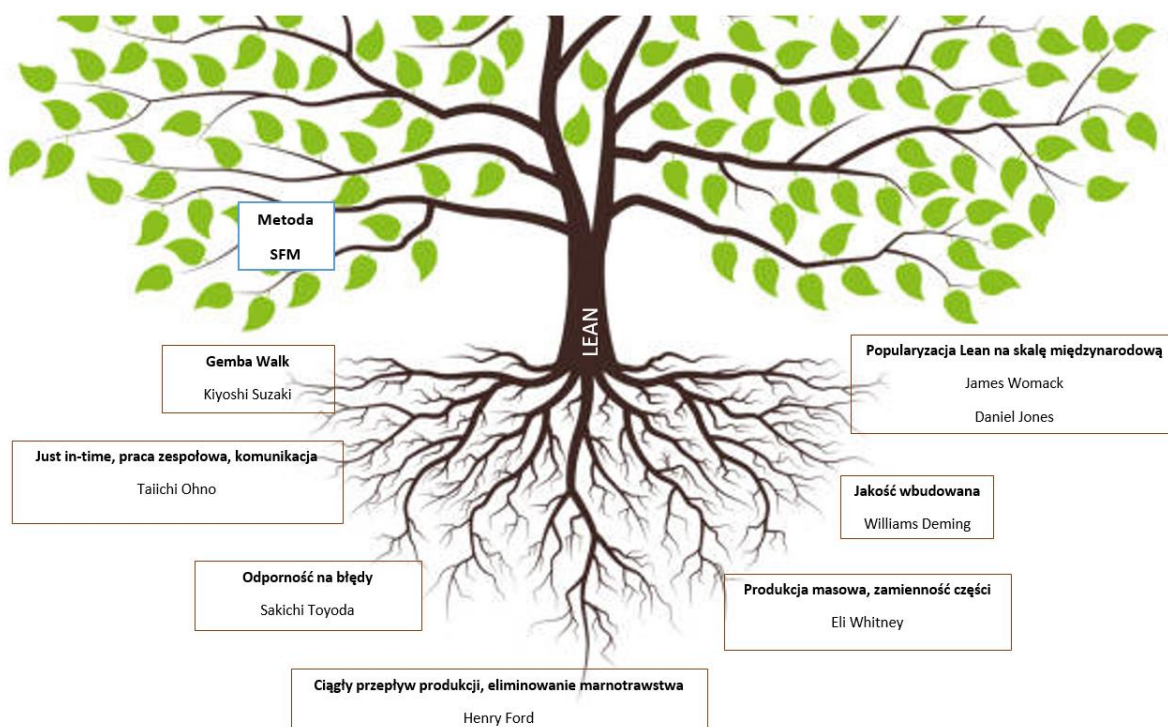 Metoda
SFM
LEAN
Gemba Walk
Kiyoshi Suzaki
Popularyzacja Lean na skalę międzynarodową
James Womack
Daniel Jones
Just in-time, praca zespołowa, komunikacja
Taiichi Ohno
Jakość wbudowana
Williams Deming
Odporność na błędy
Sakichi Toyoda
Produkcja masowa, zamienność części
Eli Whitney
Ciągły przepływ produkcji, eliminowanie marnotrawstwa
Henry Ford